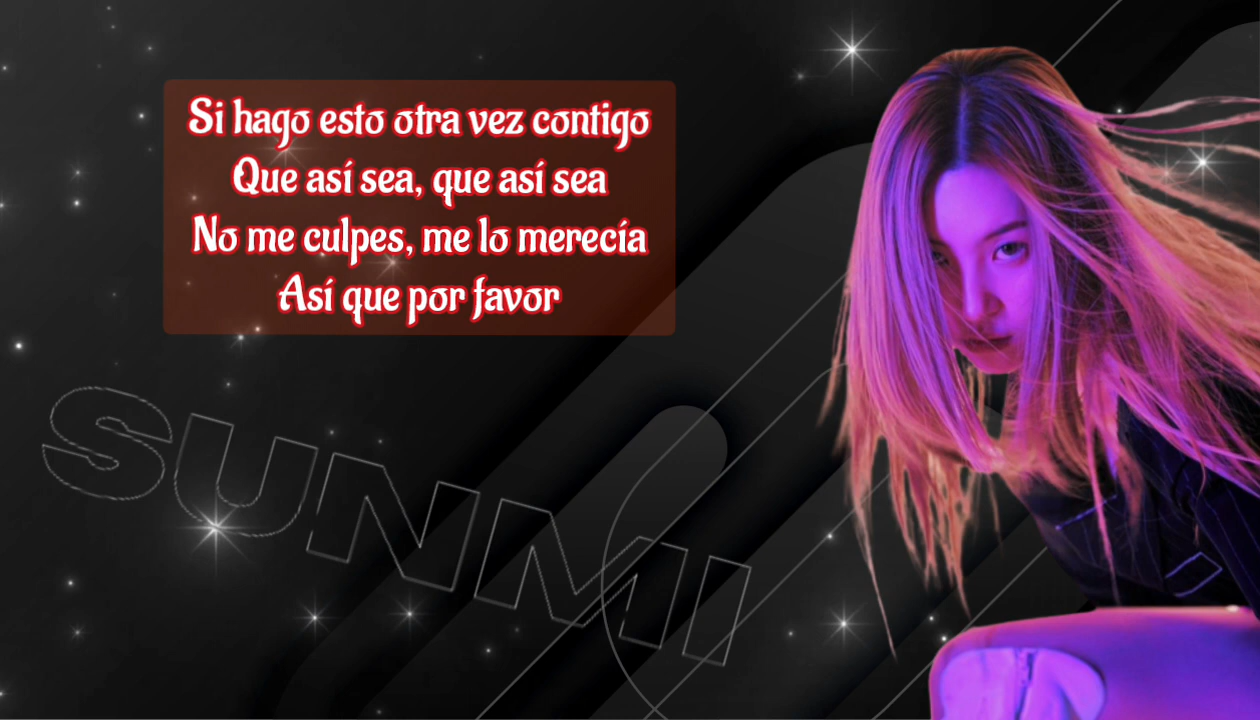 Si hago esto otra vez contigo
Que así sea, que así sea
No me culpes, me lo merecía
Así que por favor
SUNMI